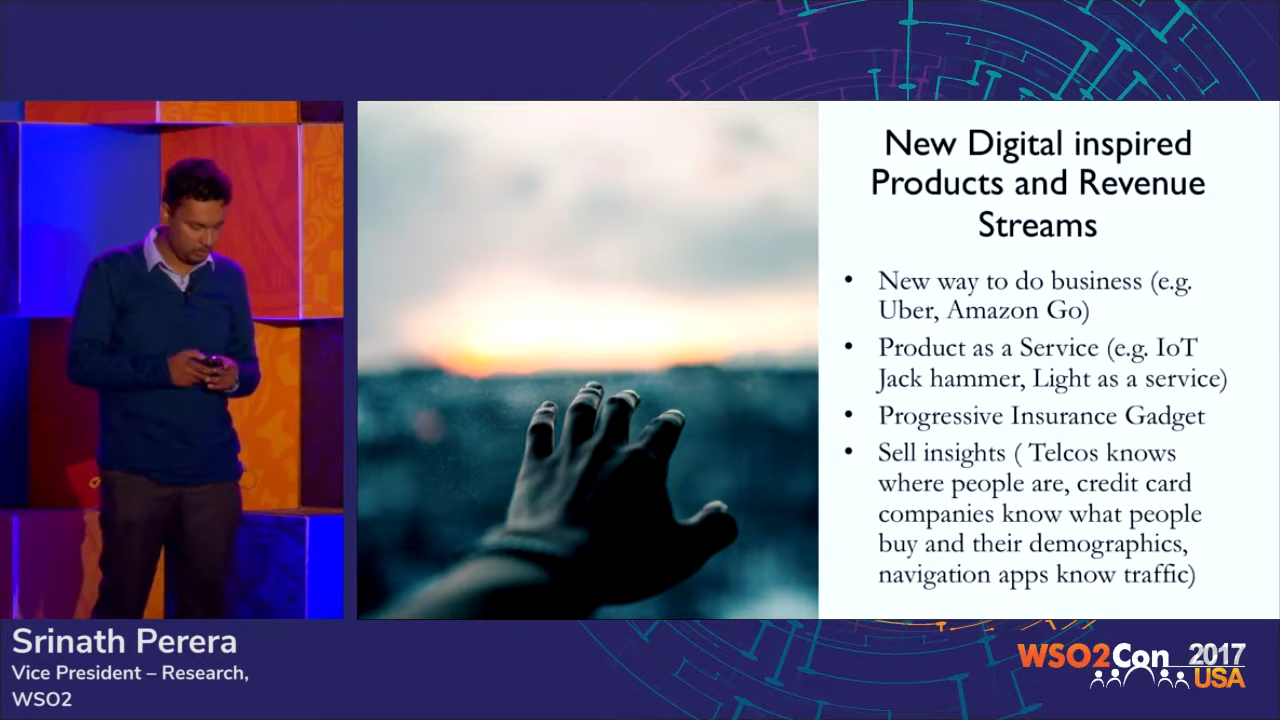 New Digital inspired
Products and Revenue
Streams
• New way to do business (e.g.
Uber, Amazon Go)
• Product as a Service (e.g. IoT
Jack hammer, Light as a service)
• Progressive Insurance Gadget
• Sell insights ( Telcos knows
where people are, credit card
companies know what people
buy and their demographics,
navigation apps know traffic)
Srinath Perera
Vice President – Research,
WSO2
WSO2Con 2017
USA